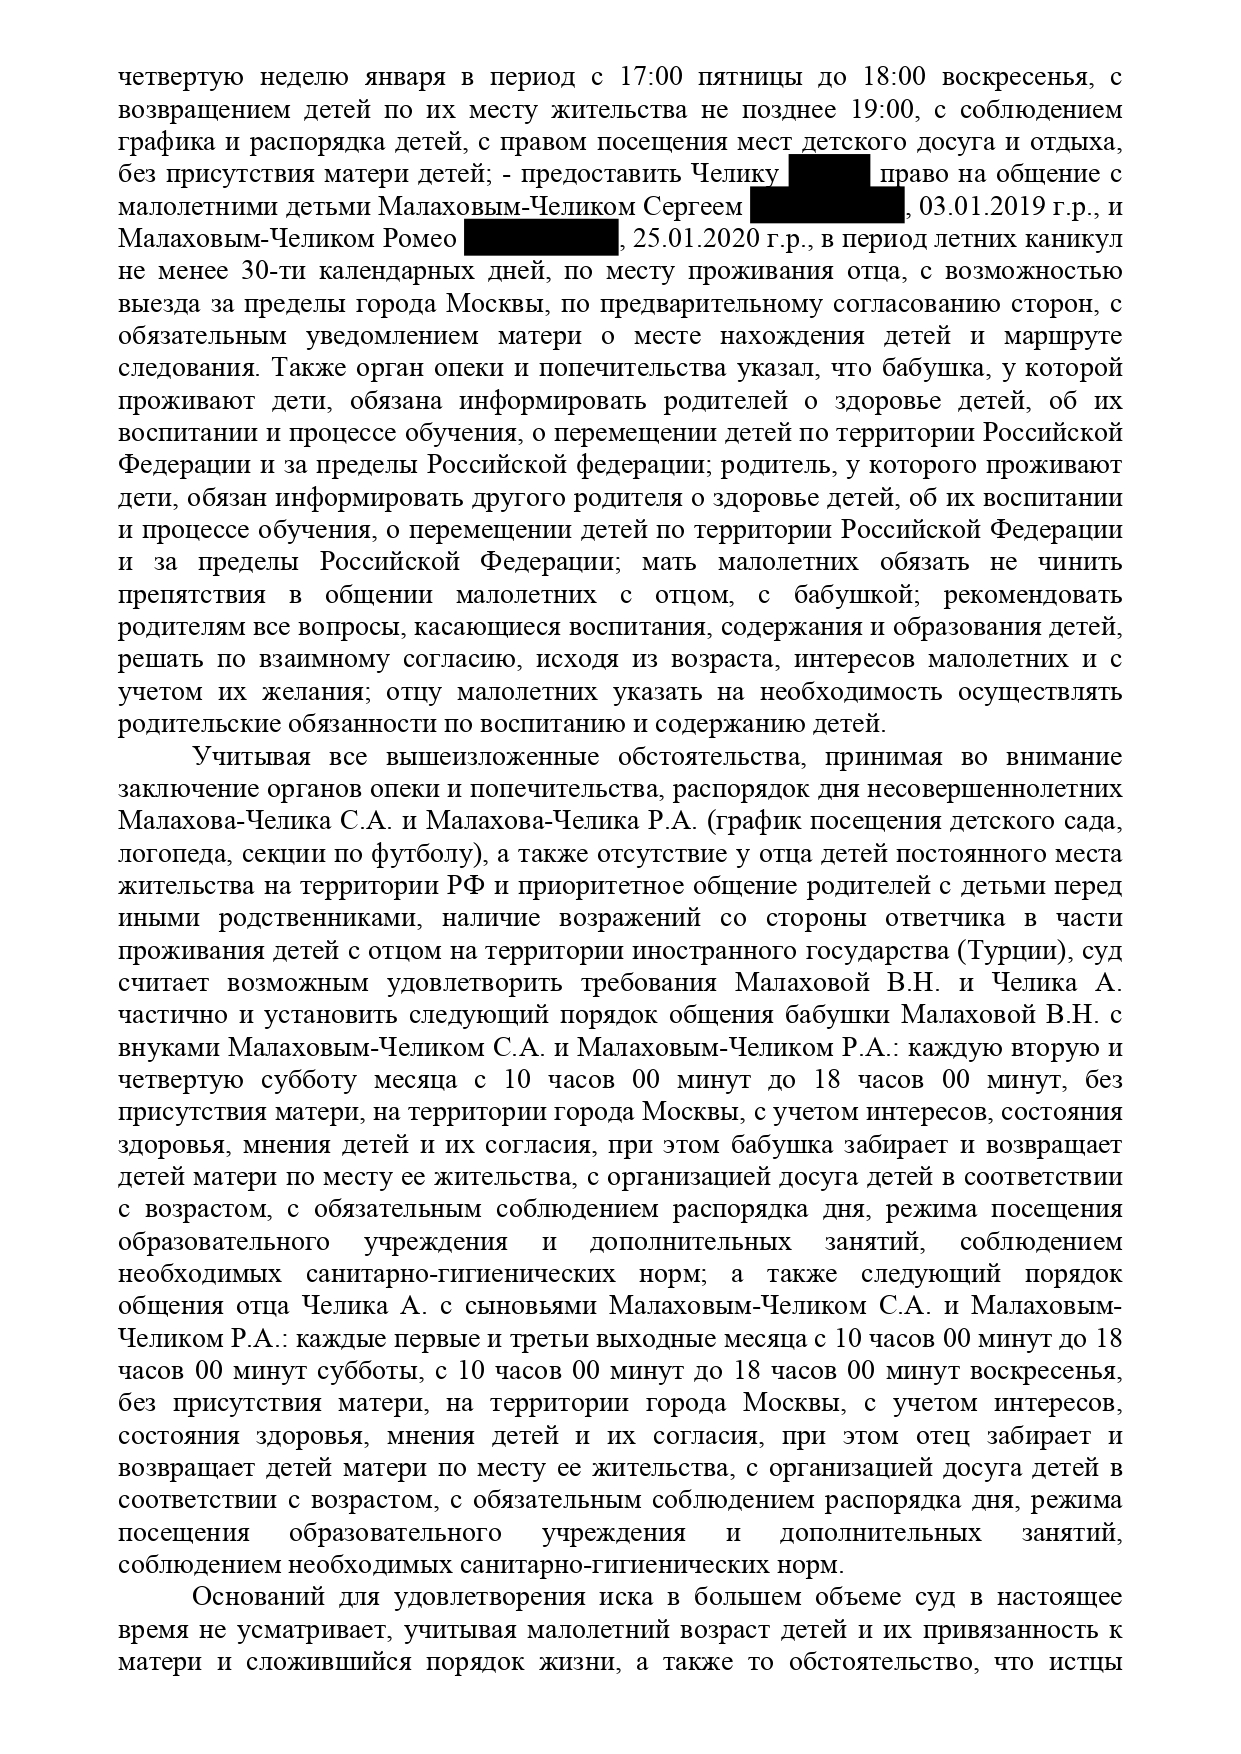 четвертую неделю января в период с 17:00 пятницы до 18:00 воскресенья, с
возвращением детей по их месту жительства не позднее 19:00, с соблюдением
графика и распорядка детей, с правом посещения мест детского досуга и отдыха,
без присутствия матери детей; - предоставить Челику право на общение с
малолетними детьми Малаховым-Челиком Сергеем , 03.01.2019 г.р., и
Малаховым-Челиком Ромео , 25.01.2020 г.р., в период летних каникул
не менее 30-ти календарных дней, по месту проживания отца, с возможностью
выезда за пределы города Москвы, по предварительному согласованию сторон, с
обязательным уведомлением матери о месте нахождения детей и маршруте
следования. Также орган опеки и попечительства указал, что бабушка, у которой
проживают дети, обязана информировать родителей о здоровье детей, об их
воспитании и процессе обучения, о перемещении детей по территории Российской
Федерации и за пределы Российской федерации; родитель, у которого проживают
дети, обязан информировать другого родителя о здоровье детей, об их воспитании
и процессе обучения, о перемещении детей по территории Российской Федерации
и за пределы Российской Федерации; мать малолетних обязать не чинить
препятствия в общении малолетних с отцом, с бабушкой; рекомендовать
родителям все вопросы, касающиеся воспитания, содержания и образования детей,
решать по взаимному согласию, исходя из возраста, интересов малолетних и с
учетом их желания; отцу малолетних указать на необходимость осуществлять
родительские обязанности по воспитанию и содержанию детей.
Учитывая все вышеизложенные обстоятельства, принимая во внимание
заключение органов опеки и попечительства, распорядок дня несовершеннолетних
Малахова-Челика С.А. и Малахова-Челика Р.А. (график посещения детского сада,
логопеда, секции по футболу), а также отсутствие у отца детей постоянного места
жительства на территории РФ и приоритетное общение родителей с детьми перед
иными родственниками, наличие возражений со стороны ответчика в части
проживания детей с отцом на территории иностранного государства (Турции), суд
считает возможным удовлетворить требования Малаховой В.Н. и Челика А.
частично и установить следующий порядок общения бабушки Малаховой В.Н. с
внуками Малаховым-Челиком С.А. и Малаховым-Челиком Р.А.: каждую вторую и
четвертую субботу месяца с 10 часов 00 минут до 18 часов 00 минут, без
присутствия матери, на территории города Москвы, с учетом интересов, состояния
здоровья, мнения детей и их согласия, при этом бабушка забирает и возвращает
детей матери по месту ее жительства, с организацией досуга детей в соответствии
с возрастом, с обязательным соблюдением распорядка дня, режима посещения
образовательного учреждения и дополнительных занятий, соблюдением
необходимых санитарно-гигиенических норм; а также следующий порядок
общения отца Челика А. с сыновьями Малаховым-Челиком С.А. и Малаховым-
Челиком Р.А.: каждые первые и третьи выходные месяца с 10 часов 00 минут до 18
часов 00 минут субботы, с 10 часов 00 минут до 18 часов 00 минут воскресенья,
без присутствия матери, на территории города Москвы, с учетом интересов,
состояния здоровья, мнения детей и их согласия, при этом отец забирает и
возвращает детей матери по месту ее жительства, с организацией досуга детей в
соответствии с возрастом, с обязательным соблюдением распорядка дня, режима
посещения образовательного учреждения и дополнительных занятий,
соблюдением необходимых санитарно-гигиенических норм.
Оснований для удовлетворения иска в большем объеме суд в настоящее
время не усматривает, учитывая малолетний возраст детей и их привязанность к
матери и сложившийся порядок жизни, а также то обстоятельство, что истцы